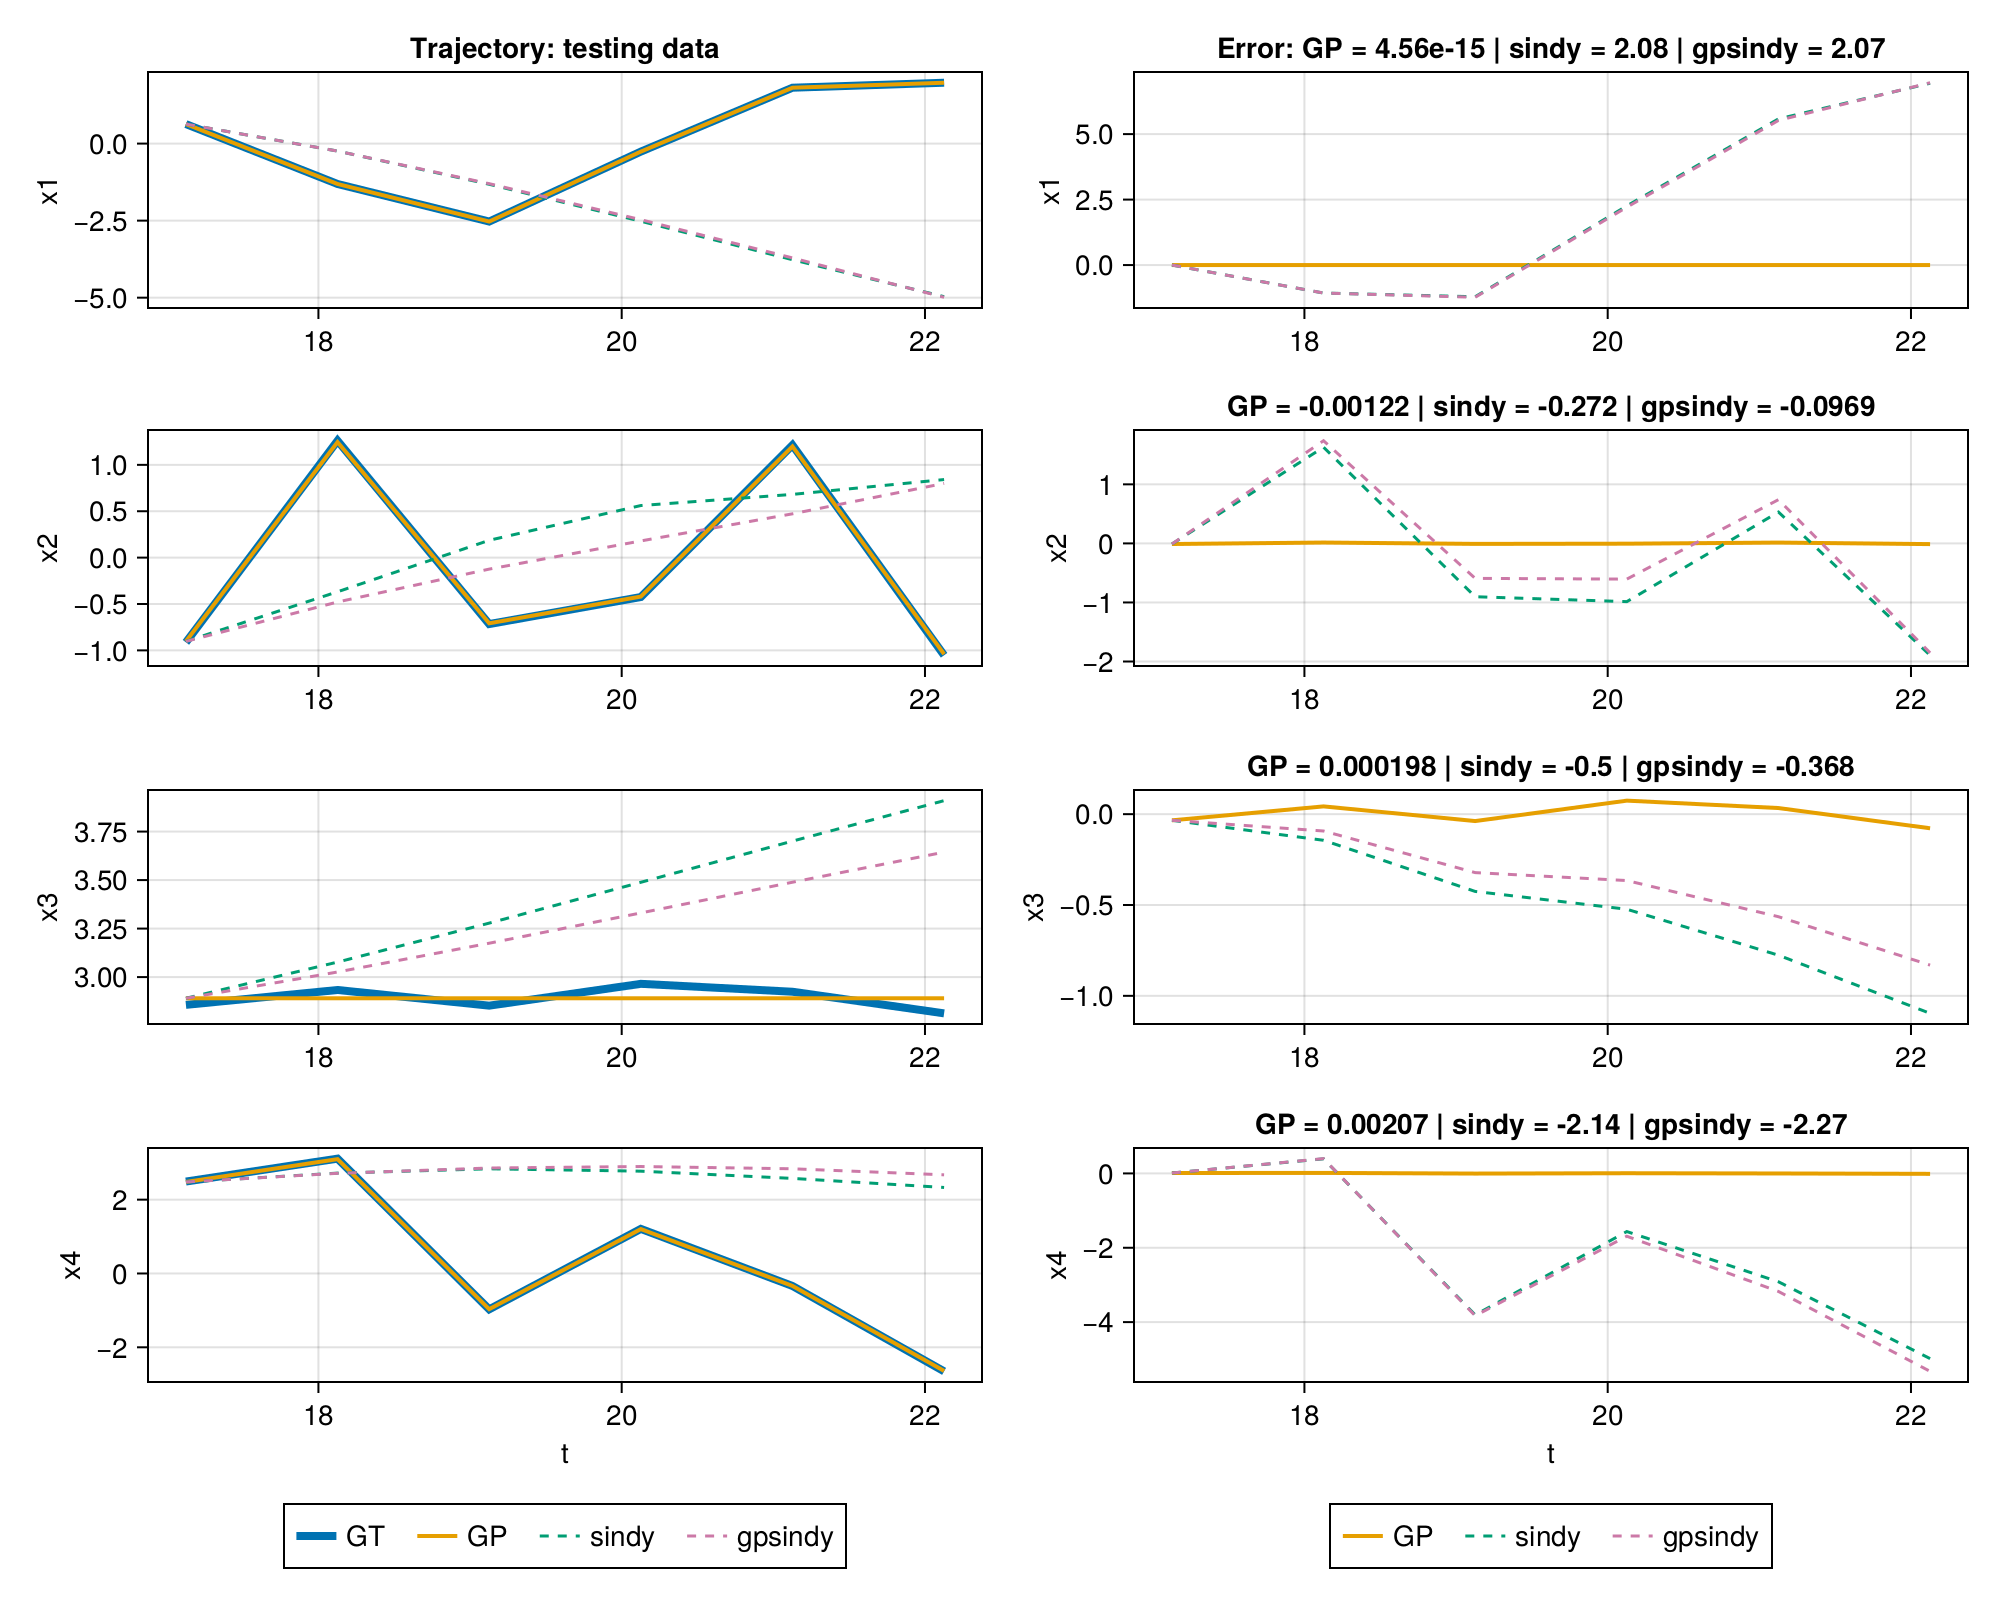 Trajectory: testing data
x1
0.0
−2.5
−5.0
18 20 22
Error: GP = 4.56e-15 | sindy = 2.08 | gpsindy = 2.07
x1
5.0
2.5
0.0
18 20 22
x2
1.0
0.5
0.0
−0.5
−1.0
18 20 22
GP = -0.00122 | sindy = -0.272 | gpsindy = -0.0969
x2
1
0
−1
−2
18 20 22
x3
3.75
3.50
3.25
3.00
18 20 22
GP = 0.000198 | sindy = -0.5 | gpsindy = -0.368
x3
0.0
−0.5
−1.0
18 20 22
x4
2
0
−2
18 20 22
t
GP = 0.00207 | sindy = -2.14 | gpsindy = -2.27
x4
0
−2
−4
18 20 22
t
GT GP sindy gpsindy
GP sindy gpsindy